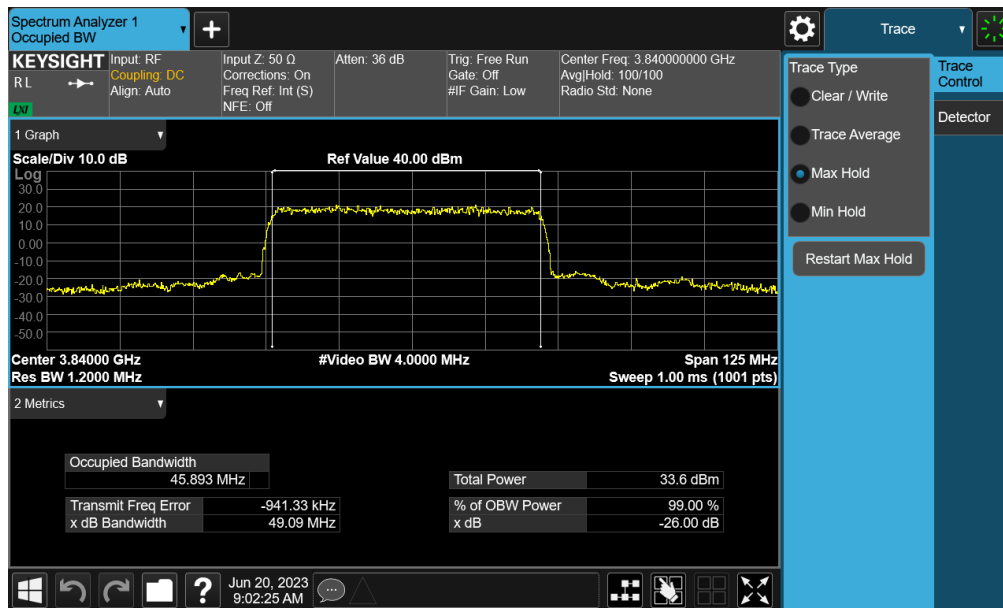 Spectrum Analyzer 1
Occupied BW
+
Trace
KEYSIGHT
R L
LXI
Input: RF
Coupling: DC
Align: Auto
Input Z: 50 Ω
Corrections: On
Freq Ref: Int (S)
NFE: Off
Atten: 36 dB
Trig: Free Run
Gate: Off
#IF Gain: Low
Center Freq: 3.840000000 GHz
Avg|Hold: 100/100
Radio Std: None
Trace Type
Clear / Write
Trace Average
Max Hold
Min Hold
Restart Max Hold
Trace
Control
Detector
1 Graph
Scale/Div 10.0 dB
Ref Value 40.00 dBm
Log
30.0
20.0
10.0
0.00
-10.0
-20.0
-30.0
-40.0
-50.0
Center 3.84000 GHz
#Video BW 4.0000 MHz
Span 125 MHz
Res BW 1.2000 MHz
Sweep 1.00 ms (1001 pts)
2 Metrics
Occupied Bandwidth
45.893 MHz
Total Power 33.6 dBm
Transmit Freq Error -941.33 kHz
% of OBW Power 99.00 %
x dB Bandwidth 49.09 MHz
x dB -26.00 dB
?
Jun 20, 2023
9:02:25 AM